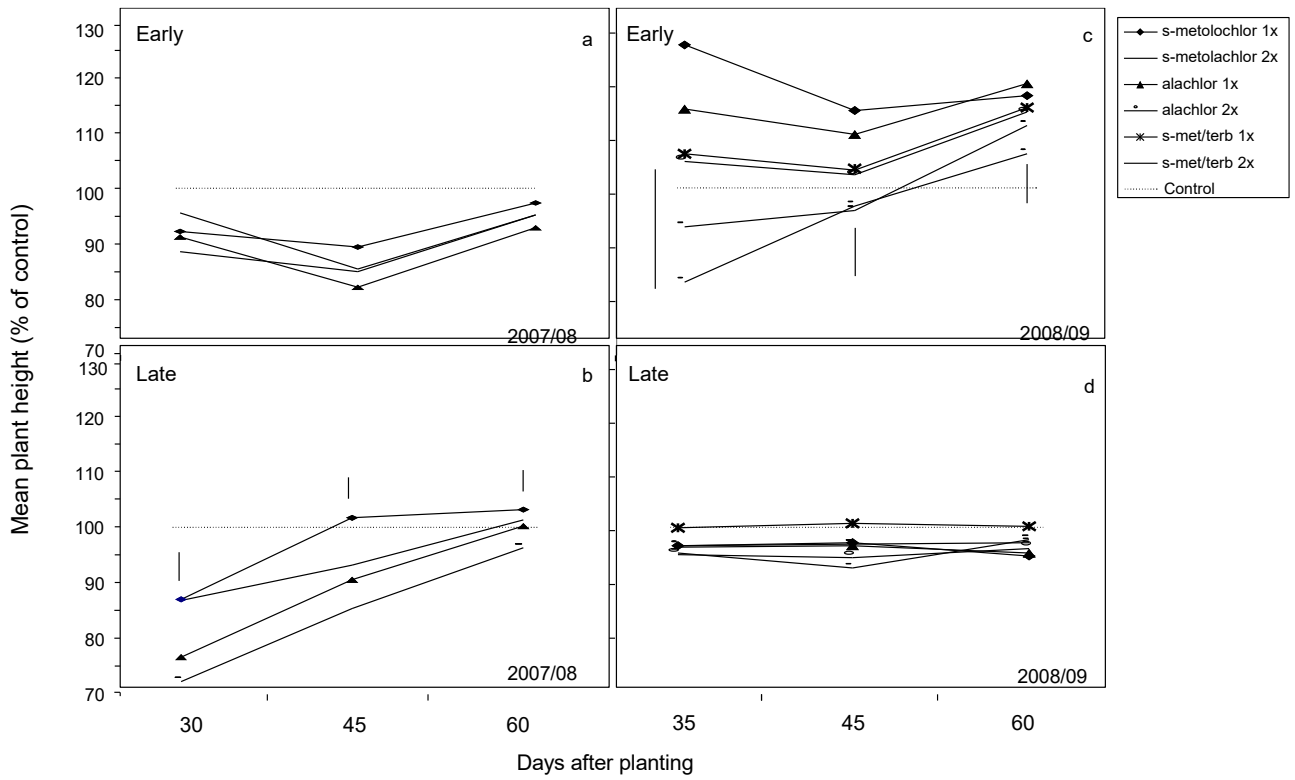 130
120
110
100
90
80
70
Early
a
2007/08
Early
c
2008/09
130
120
110
100
90
80
70
Late
b
2007/08
Late
d
2008/09
30
45
60
35
45
60
Days after planting
Mean plant height (% of control)
s-metolochlor 1x
s-metolachlor 2x
alachlor 1x
alachlor 2x
s-met/terb 1x
s-met/terb 2x
Control